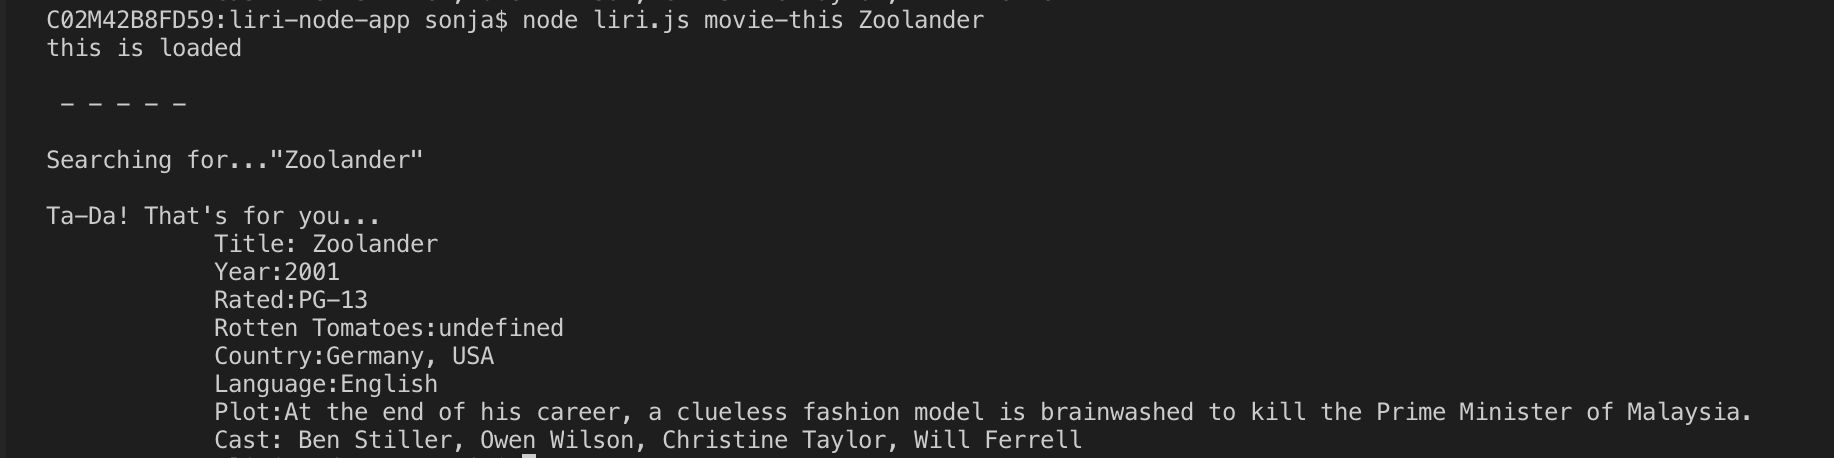 C02M42B8FD59:liri-node-app sonja$ node liri.js movie-this Zoolander
this is loaded
- - - - -
Searching for..."Zoolander"
Ta-Da! That's for you...
Title: Zoolander
Year:2001
Rated:PG-13
Rotten Tomatoes:undefined
Country:Germany, USA
Language:English
Plot:At the end of his career, a clueless fashion model is brainwashed to kill the Prime Minister of Malaysia.
Cast: Ben Stiller, Owen Wilson, Christine Taylor, Will Ferrell